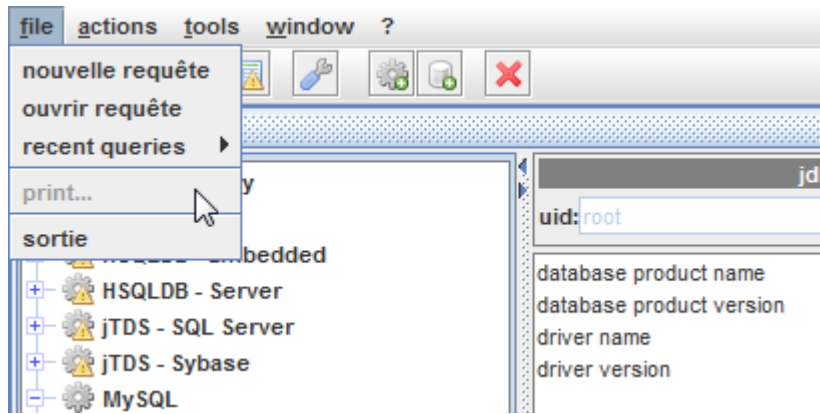 file actions tools window ?
nouvelle requête
ouvrir requête
recent queries
print...
sortie
HSQLDB - Server
jTDS - SQL Server
jTDS - Sybase
MySQL
uid: root
database product name
database product version
driver name
driver version